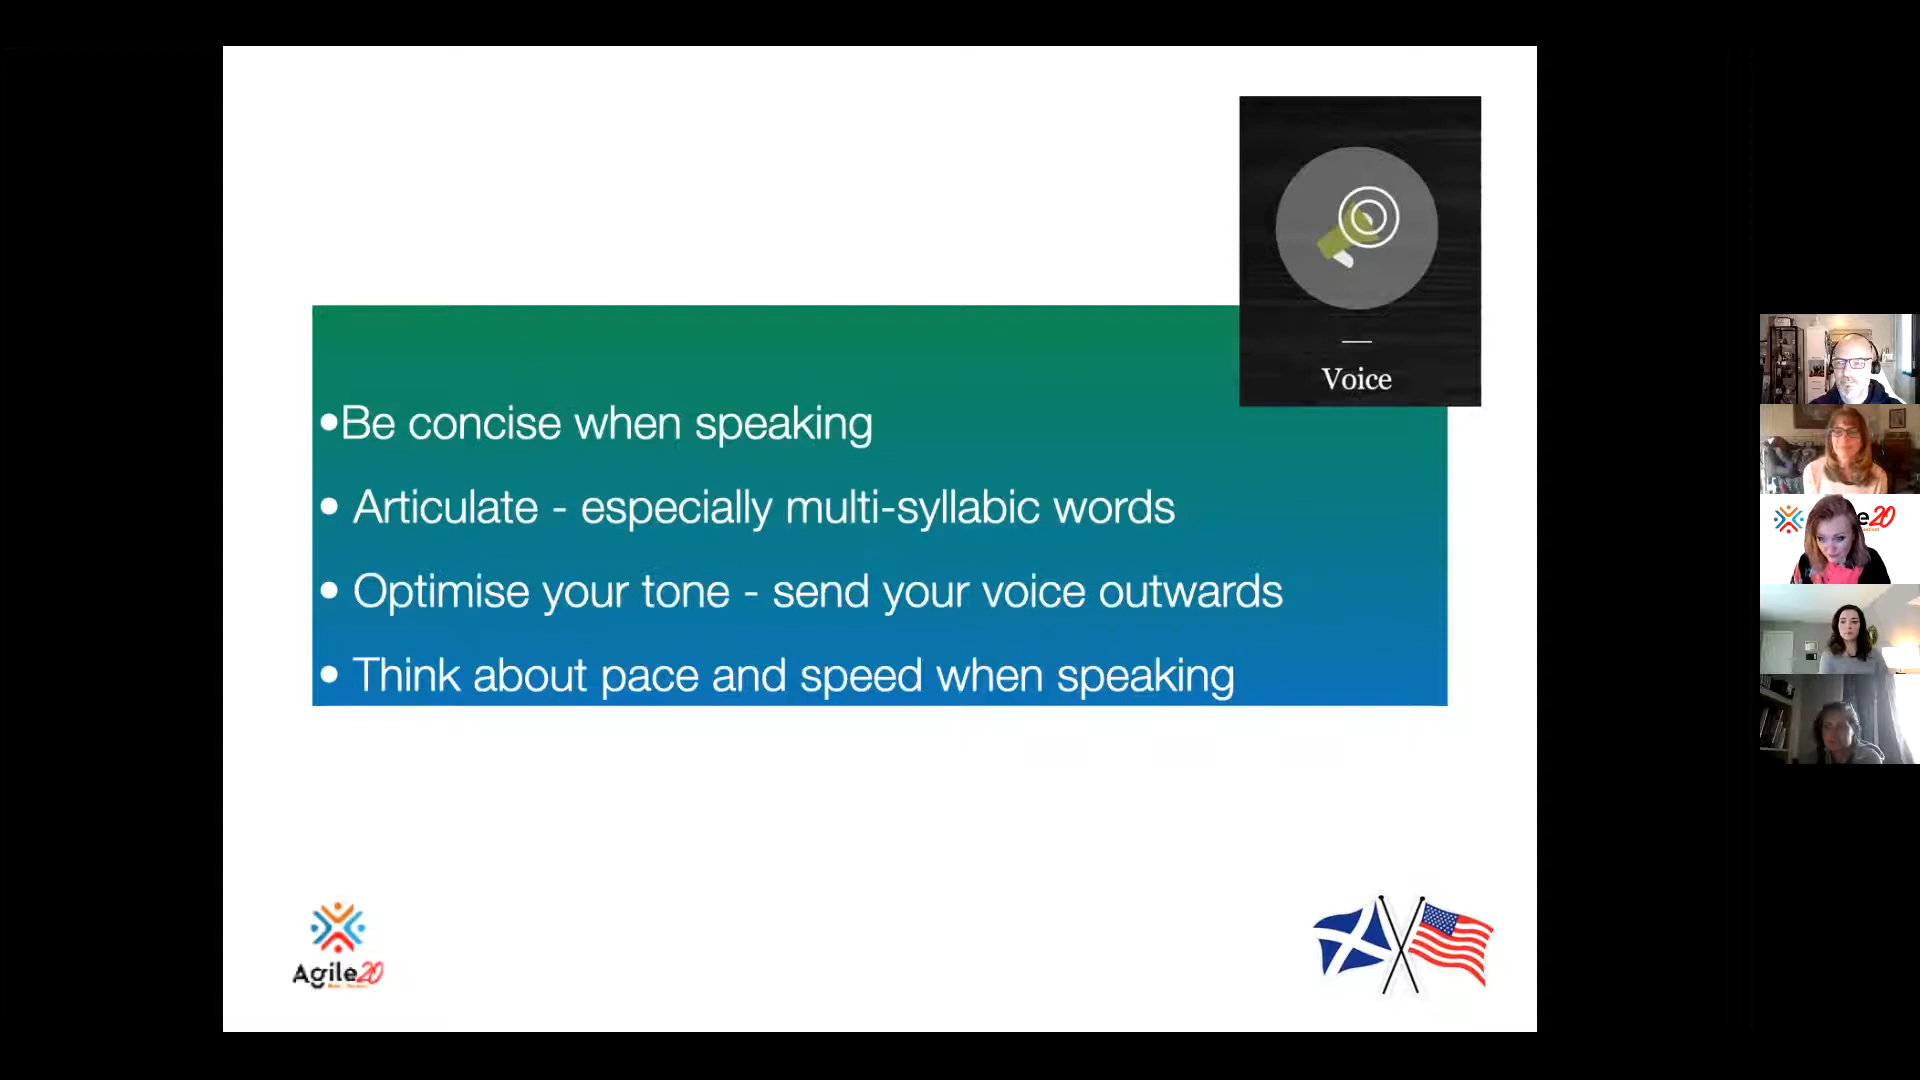 Voice
•Be concise when speaking
• Articulate - especially multi-syllabic words
• Optimise your tone - send your voice outwards
• Think about pace and speed when speaking
Agile20
e20